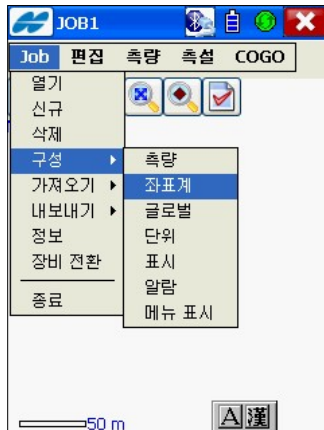 JOB1
Job 편집 측량 측설 COGO
열기
신규
삭제
구성
가져오기
내보내기
정보
장비 전환
종료
측량
좌표계
글로벌
단위
표시
알람
메뉴 표시
50 m
A漢